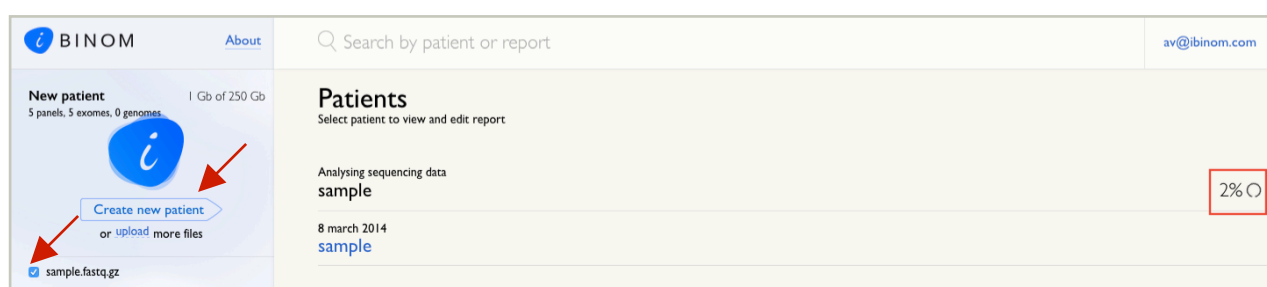 i BINOM About
Search by patient or report
av@ibinom.com
New patient 1 Gb of 250 Gb
5 panels, 5 exomes, 0 genomes
i
Create new patient
or upload more files
sample.fastq.gz
Patients
Select patient to view and edit report
Analysing sequencing data
sample 2%
8 march 2014
sample